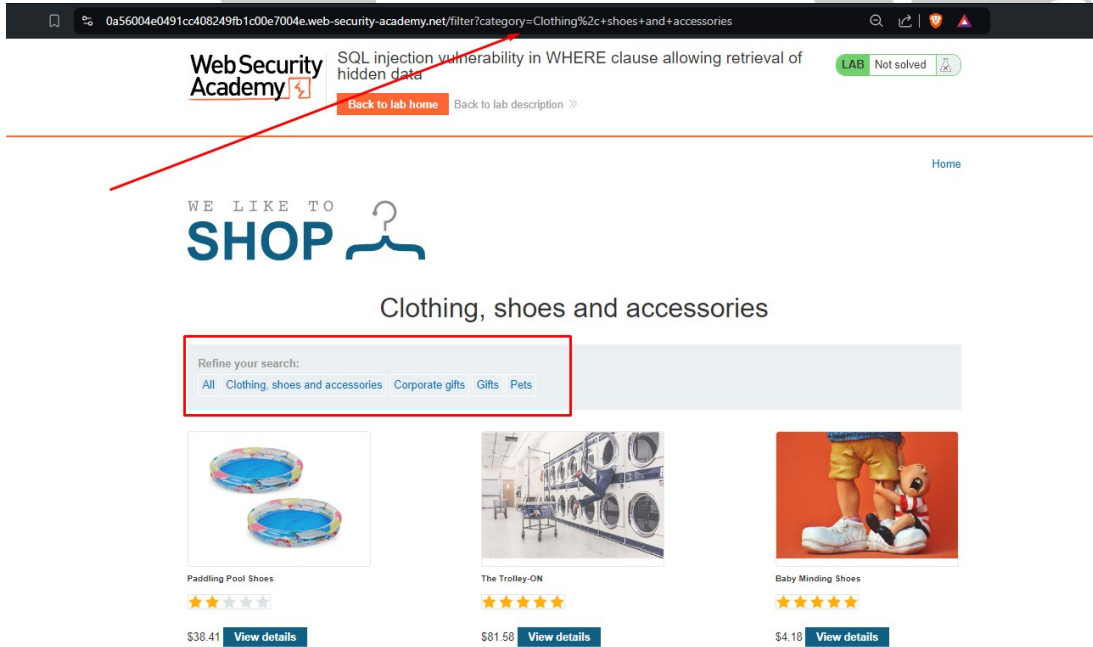 0a56004e0491cc408249fb1c00e7004e.web-security-academy.net/filter?category=Clothing%2c+shoes+and+accessories
Web Security
Academy
SQL injection vulnerability in WHERE clause allowing retrieval of
hidden data
LAB Not solved
Back to lab home Back to lab description »
Home
WE LIKE TO
SHOP
Clothing, shoes and accessories
Refine your search:
All Clothing, shoes and accessories Corporate gifts Gifts Pets
Paddling Pool Shoes
The Trolley-ON
Baby Minding Shoes
$38.41 View details
$81.58 View details
$4.18 View details